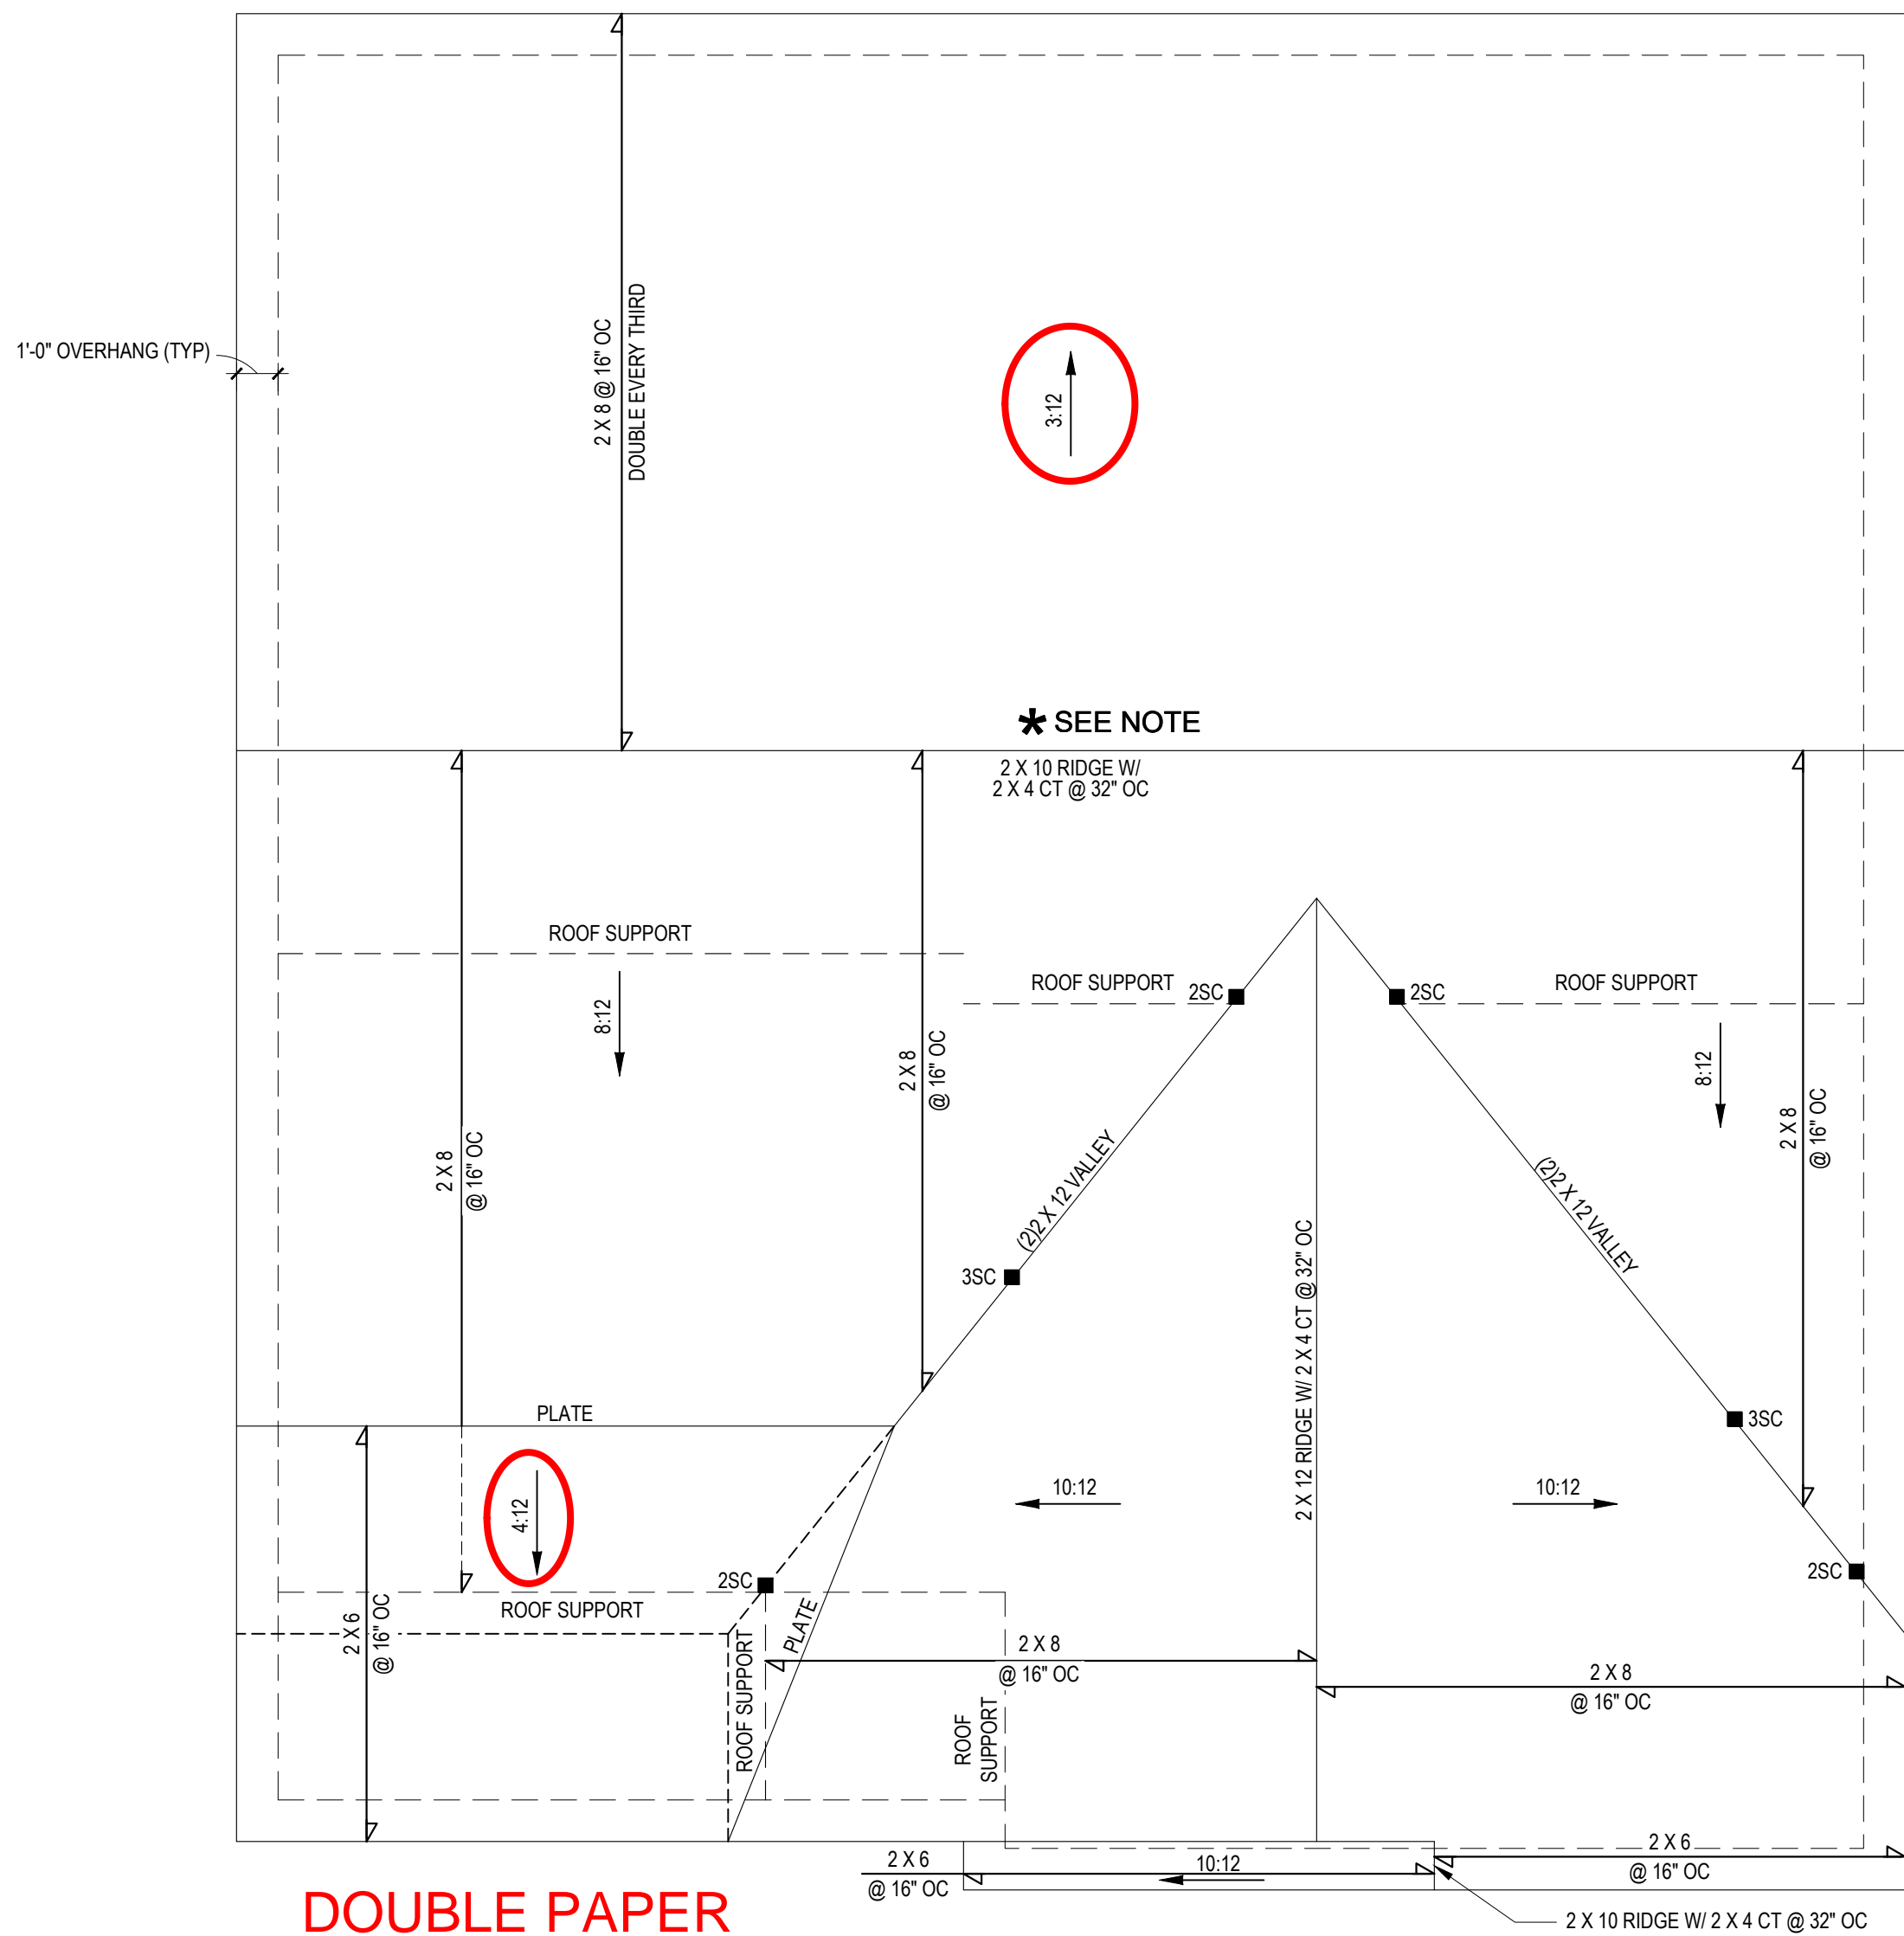 1'-0" OVERHANG (TYP)
2 X 8 @ 16" OC
DOUBLE EVERY THIRD
3:12
* SEE NOTE
2 X 10 RIDGE W/
2 X 4 CT @ 32" OC
ROOF SUPPORT
ROOF SUPPORT
2SC
2SC
ROOF SUPPORT
8:12
8:12
2 X 8
@ 16" OC
2 X 8
@ 16" OC
2 X 8
@ 16" OC
(2)2 X 12 VALLEY
(2)2 X 12 VALLEY
3SC
2 X 12 RIDGE W/ 2 X 4 CT @ 32" OC
PLATE
3SC
4:12
10:12
10:12
2SC
2SC
ROOF SUPPORT
2 X 6
@ 16" OC
PLATE
ROOF SUPPORT
2 X 8
@ 16" OC
2 X 8
@ 16" OC
ROOF
SUPPORT
2 X 6
@ 16" OC
10:12
2 X 6
@ 16" OC
DOUBLE PAPER
2 X 10 RIDGE W/ 2 X 4 CT @ 32" OC